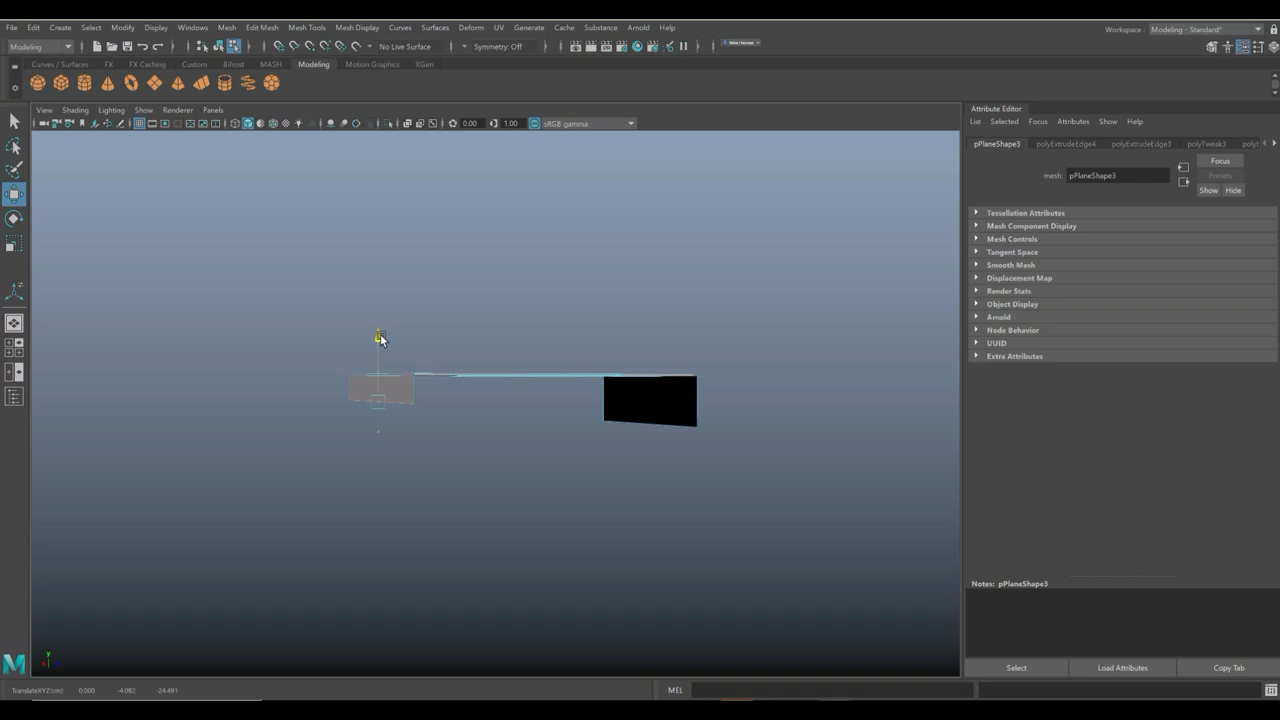 File Edit Create Select Modify Display Windows Mesh Edit Mesh Mesh Tools Mesh Display Curves Surfaces Deform UV Generate Cache Substance Arnold Help
Workspace : Modeling - Standard*
Modeling
No Live Surface
Symmetry: Off
Curves / Surfaces FX FX Caching Custom Bifrost MASH Modeling Motion Graphics XGen
View Shading Lighting Show Renderer Panels
0.00 1.00 sRGB gamma
Attribute Editor
List Selected Focus Attributes Show Help
pPlaneShape3 polyExtrudeEdge4 polyExtrudeEdge3 polyTweak3
Focus
mesh: pPlaneShape3
Presets
Show Hide
Tessellation Attributes
Mesh Component Display
Mesh Controls
Tangent Space
Smooth Mesh
Displacement Map
Render Stats
Object Display
Arnold
Node Behavior
UUID
Extra Attributes
Notes: pPlaneShape3
Select Load Attributes Copy Tab
y
TranslateXYZ(cm): 0.000 -4.082 -24.491
MEL